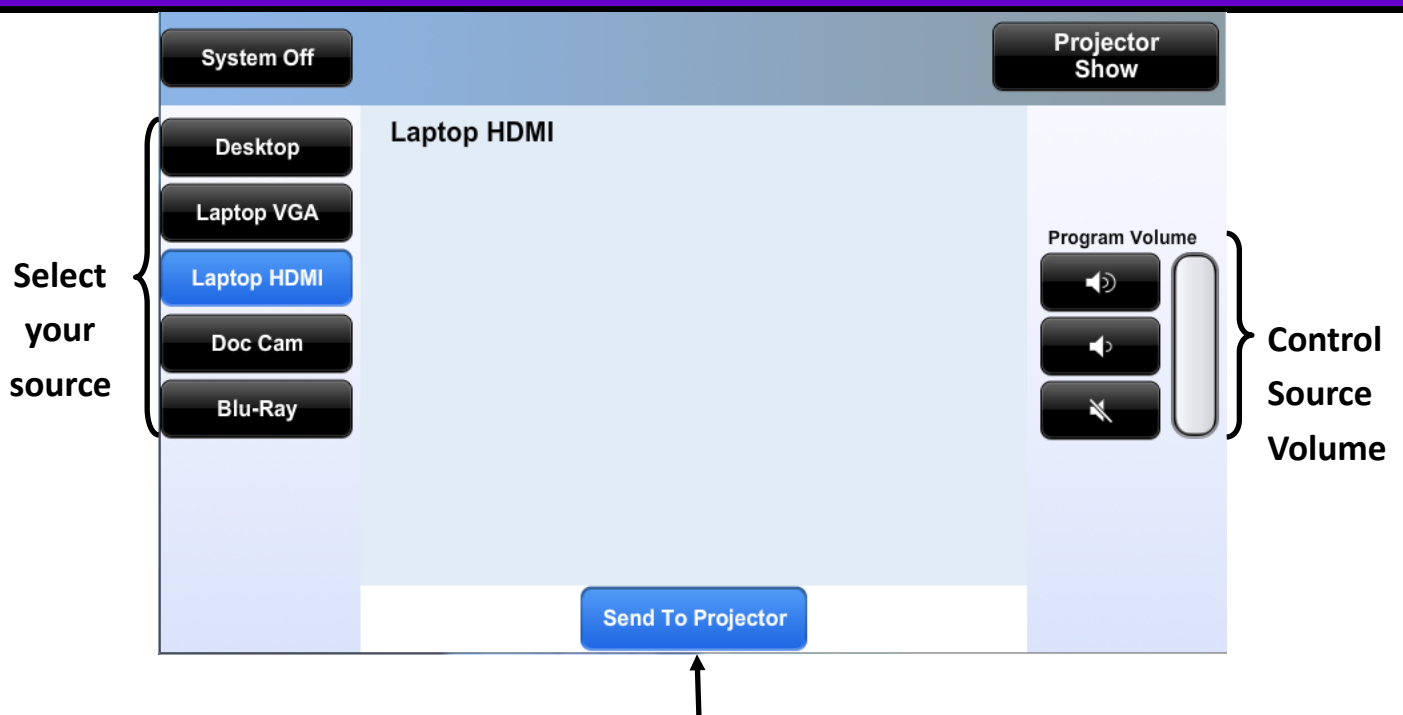 System Off
Projector
Show
Desktop
Laptop VGA
Laptop HDMI
Doc Cam
Blu-Ray
Select
your
source
Laptop HDMI
Program Volume
Control
Source
Volume
Send To Projector